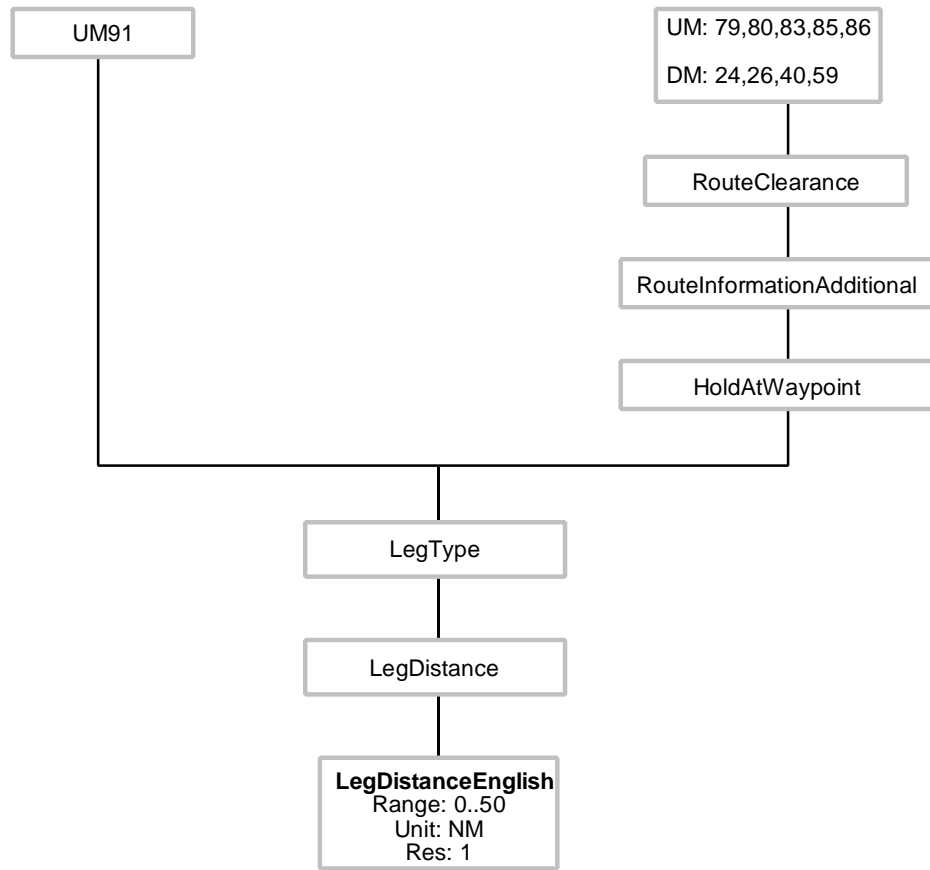 UM91
UM: 79,80,83,85,86
DM: 24,26,40,59
RouteClearance
RouteInformationAdditional
HoldAtWaypoint
LegType
LegDistance
LegDistanceEnglish
Range: 0..50
Unit: NM
Res: 1